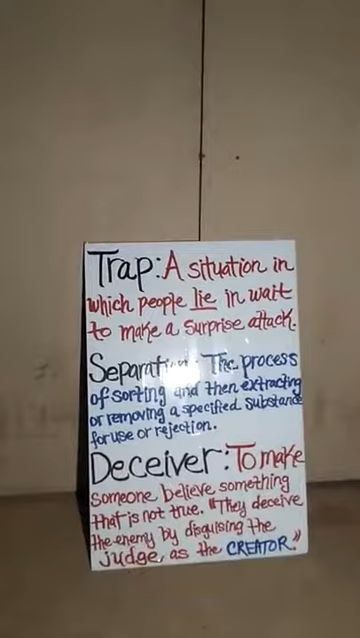 Trap: A situation in
which people lie in wait
to make a surprise attack.
Separation: The process
of sorting and then extracting
or removing a specified substance
for use or rejection.
Deceiver: To make
someone believe something
that is not true. "They deceive
the enemy by disguising the
judge, as the CREATOR."